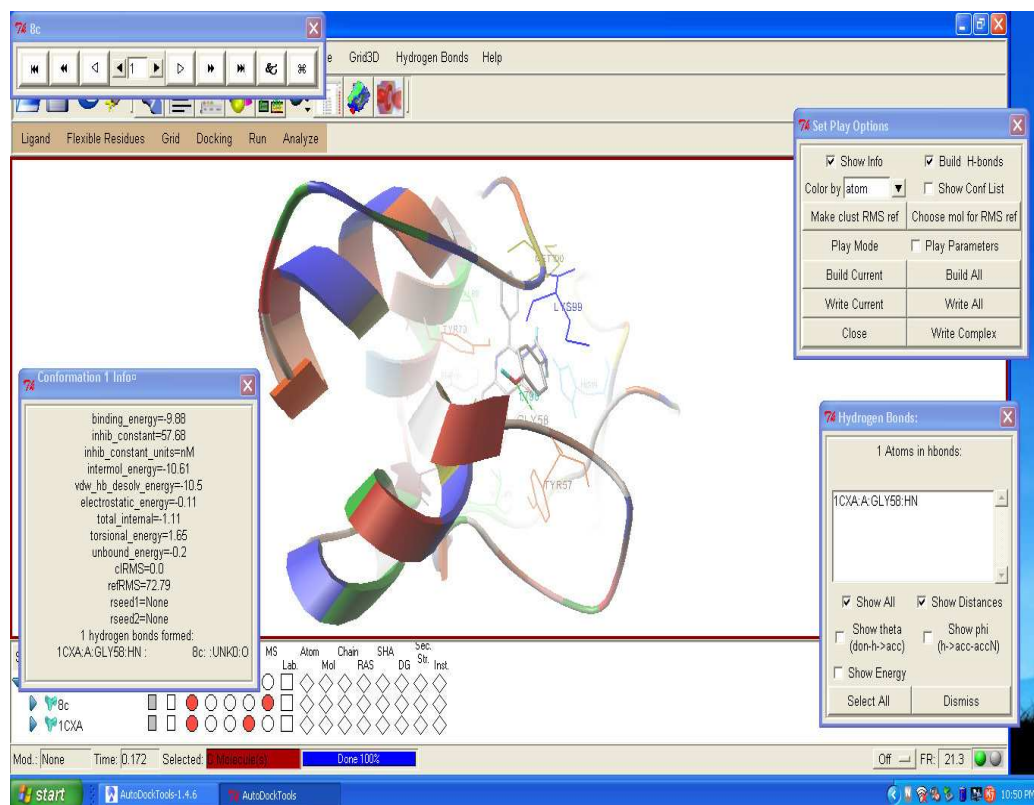 8c
1
&
⌘
e Grid3D Hydrogen Bonds Help
Ligand Flexible Residues Grid Docking Run Analyze
Set Play Options
Show Info Build H-bonds
Color by atom Show Conf List
Make clust RMS ref Choose mol for RMS ref
Play Mode Play Parameters
Build Current Build All
Write Current Write All
Close Write Complex
LYS99
TYR73
GLY58
TYR57
Conformation 1 Info¤
binding_energy=-9.88
inhib_constant=57.68
inhib_constant_units=nM
intermol_energy=-10.61
vdw_hb_desolv_energy=-10.5
electrostatic_energy=-0.11
total_internal=-1.11
torsional_energy=1.65
unbound_energy=-0.2
clRMS=0.0
refRMS=72.79
rseed1=None
rseed2=None
1 hydrogen bonds formed:
1CXA:A:GLY58:HN : 8c: :UNK0:O
Hydrogen Bonds:
1 Atoms in hbonds:
1CXA:A:GLY58:HN
Show All Show Distances
Show theta (don-h->acc) Show phi (h->acc-accN)
Show Energy
Select All Dismiss
MS Lab. Atom Mol Chain RAS SHA DG Sec. Str. Inst.
8c
1CXA
Mod.: None Time: 0.172 Selected: Done 100% Off FR: 21.3
start AutoDockTools-1.4.6 AutoDockTools 10:50 PM